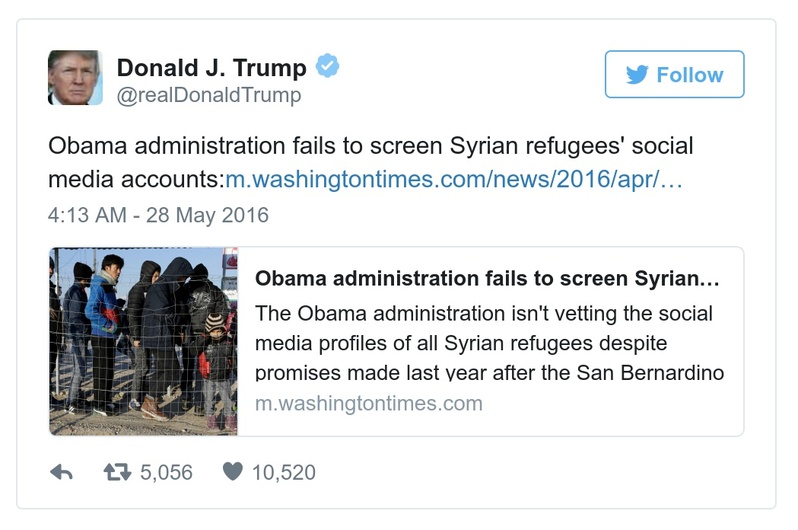 Donald J. Trump
@realDonaldTrump
Follow
Obama administration fails to screen Syrian refugees' social
media accounts:m.washingtontimes.com/news/2016/apr/…
4:13 AM - 28 May 2016
Obama administration fails to screen Syrian…
The Obama administration isn't vetting the social
media profiles of all Syrian refugees despite
promises made last year after the San Bernardino
m.washingtontimes.com
5,056
10,520